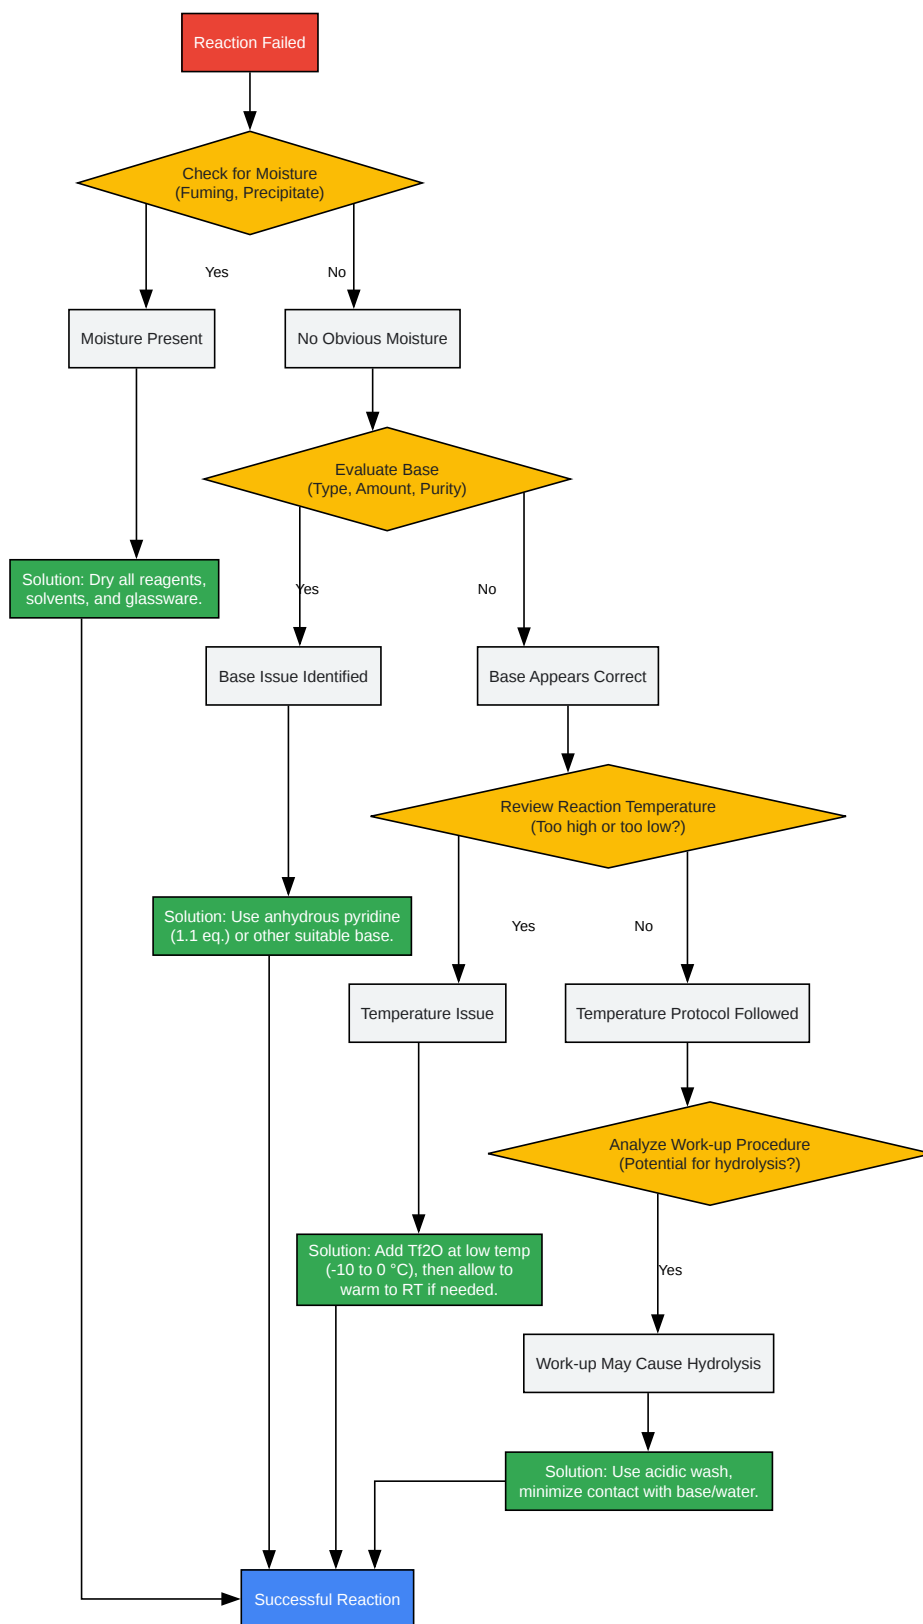 Reaction Failed
Check for Moisture
(Fuming, Precipitate)
Yes
No
Moisture Present
No Obvious Moisture
Evaluate Base
(Type, Amount, Purity)
Solution: Dry all reagents,
solvents, and glassware.
Yes
No
Base Issue Identified
Base Appears Correct
Review Reaction Temperature
(Too high or too low?)
Solution: Use anhydrous pyridine
(1.1 eq.) or other suitable base.
Yes
No
Temperature Issue
Temperature Protocol Followed
Analyze Work-up Procedure
(Potential for hydrolysis?)
Solution: Add Tf2O at low temp
(-10 to 0 °C), then allow to
warm to RT if needed.
Yes
Work-up May Cause Hydrolysis
Solution: Use acidic wash,
minimize contact with base/water.
Successful Reaction